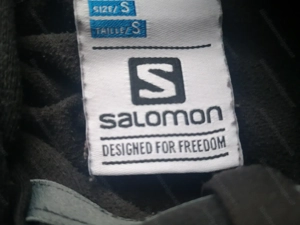 SIZE/S
TAILLE/S
S
salomon
DESIGNED FOR FREEDOM